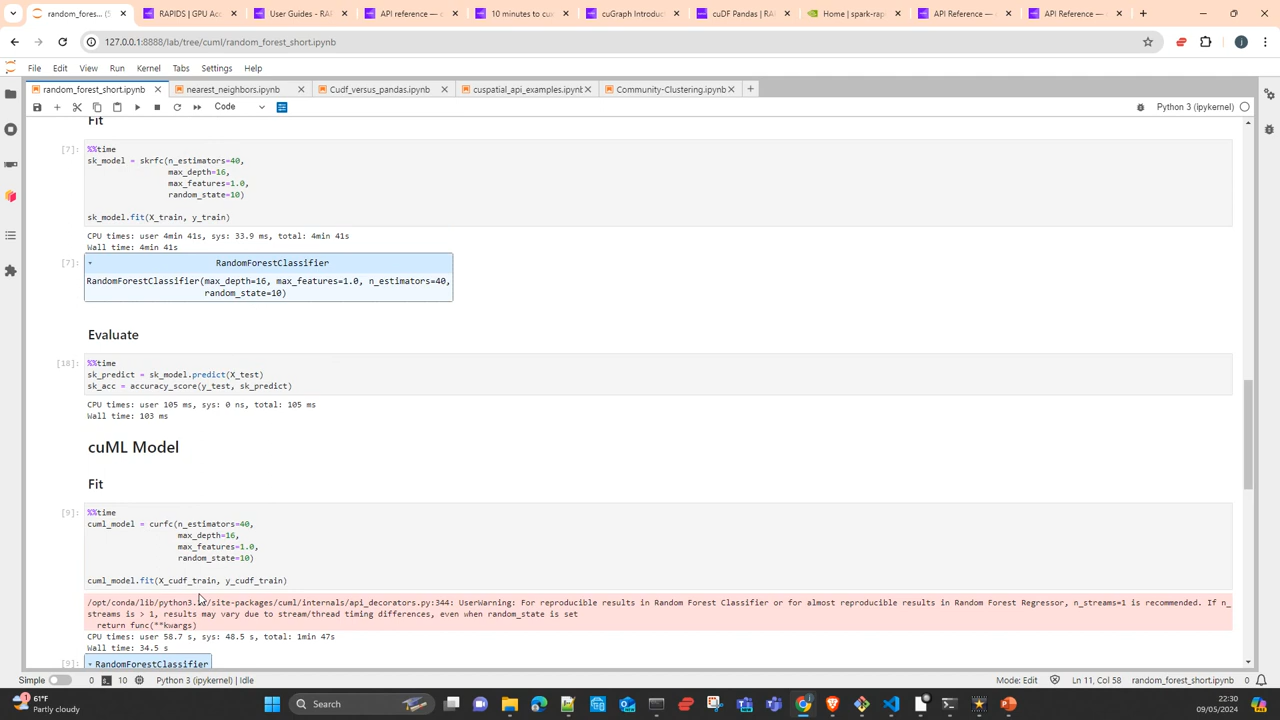 random_fores... (5
RAPIDS | GPU Ac
User Guides - RA
API reference —
10 minutes to cu
cuGraph Introduc
cuDF Pandas | RA
Home | spark-rap
API Reference —
API Reference —
127.0.0.1:8888/lab/tree/cuml/random_forest_short.ipynb
File Edit View Run Kernel Tabs Settings Help
random_forest_short.ipynb
nearest_neighbors.ipynb
Cudf_versus_pandas.ipynb
cuspatial_api_examples.ipynb
Community-Clustering.ipynb
Code
Python 3 (ipykernel)
Fit
[7]:
%%time
sk_model = skrfc(n_estimators=40,
max_depth=16,
max_features=1.0,
random_state=10)
sk_model.fit(X_train, y_train)
CPU times: user 4min 41s, sys: 33.9 ms, total: 4min 41s
Wall time: 4min 41s
[7]:
RandomForestClassifier
RandomForestClassifier(max_depth=16, max_features=1.0, n_estimators=40,
random_state=10)
Evaluate
[18]:
%%time
sk_predict = sk_model.predict(X_test)
sk_acc = accuracy_score(y_test, sk_predict)
CPU times: user 105 ms, sys: 0 ns, total: 105 ms
Wall time: 103 ms
cuML Model
Fit
[9]:
%%time
cuml_model = curfc(n_estimators=40,
max_depth=16,
max_features=1.0,
random_state=10)
cuml_model.fit(X_cudf_train, y_cudf_train)
/opt/conda/lib/python3. /site-packages/cuml/internals/api_decorators.py:344: UserWarning: For reproducible results in Random Forest Classifier or for almost reproducible results in Random Forest Regressor, n_streams=1 is recommended. If n_
streams is > 1, results may vary due to stream/thread timing differences, even when random_state is set
return func(**kwargs)
CPU times: user 58.7 s, sys: 48.5 s, total: 1min 47s
Wall time: 34.5 s
[9]:
RandomForestClassifier
Simple 0 10 Python 3 (ipykernel) | Idle
Mode: Edit Ln 11, Col 58 random_forest_short.ipynb 0
1
61°F
Partly cloudy
Search
22:30
09/05/2024